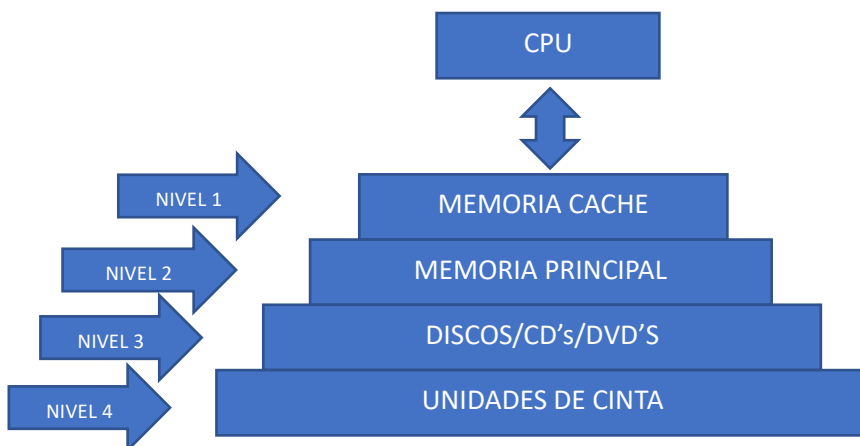 CPU
NIVEL 1
MEMORIA CACHE
NIVEL 2
MEMORIA PRINCIPAL
NIVEL 3
DISCOS/CD’s/DVD’S
NIVEL 4
UNIDADES DE CINTA